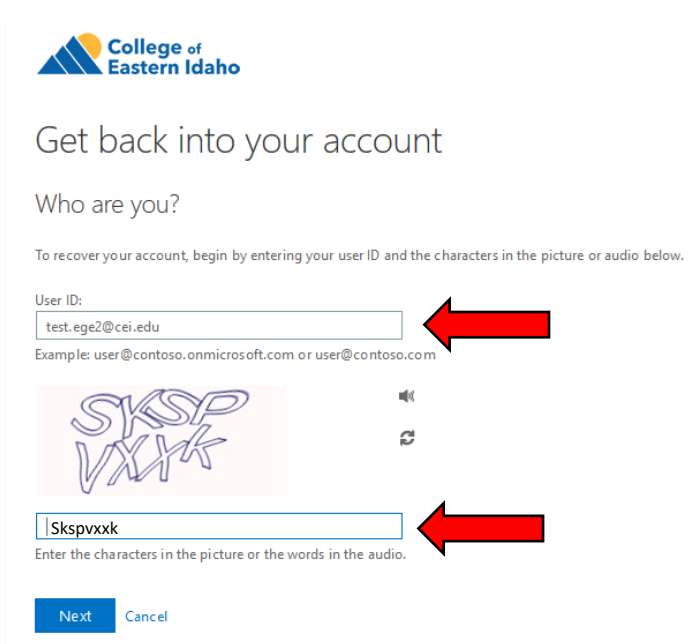 College of
Eastern Idaho
Get back into your account
Who are you?
To recover your account, begin by entering your user ID and the characters in the picture or audio below.
User ID:
test.ege2@cei.edu
Example: user@contoso.onmicrosoft.com or user@contoso.com
SKSP
VXXK
Skspvxxk
Enter the characters in the picture or the words in the audio.
Next Cancel